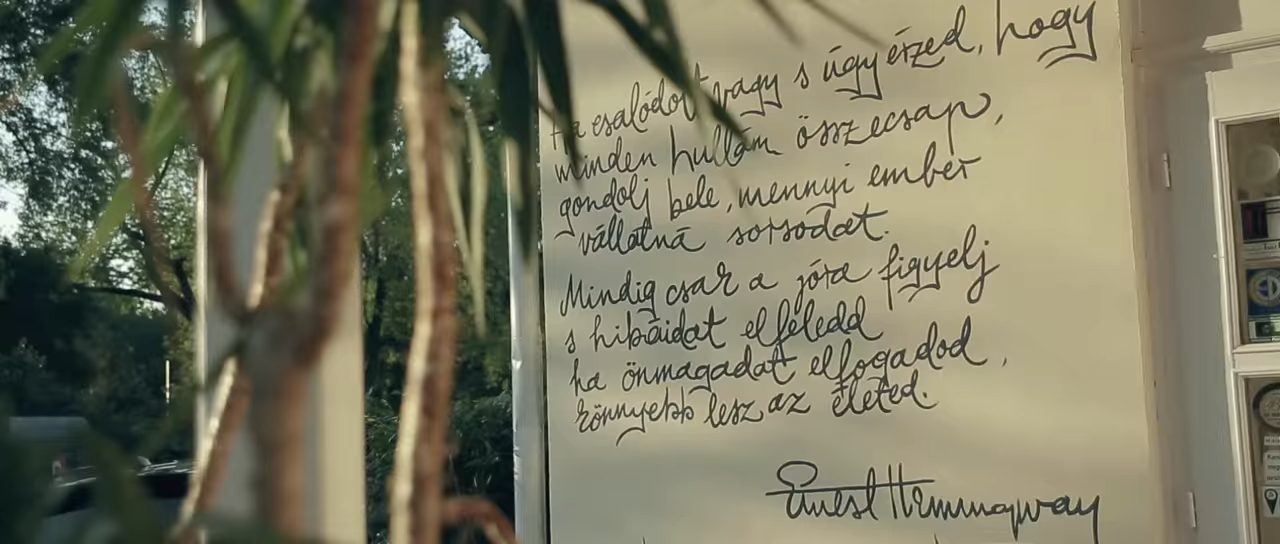 Ha csalódott vagy s úgy érzed, hogy
minden hullám összecsap,
gondolj bele, mennyi ember
vállalná sorsodat.
Mindig csak a jóra figyelj
s hibáidat elfeledd
ha önmagadat elfogadod,
könnyebb lesz az életed.
Ernest Hemingway